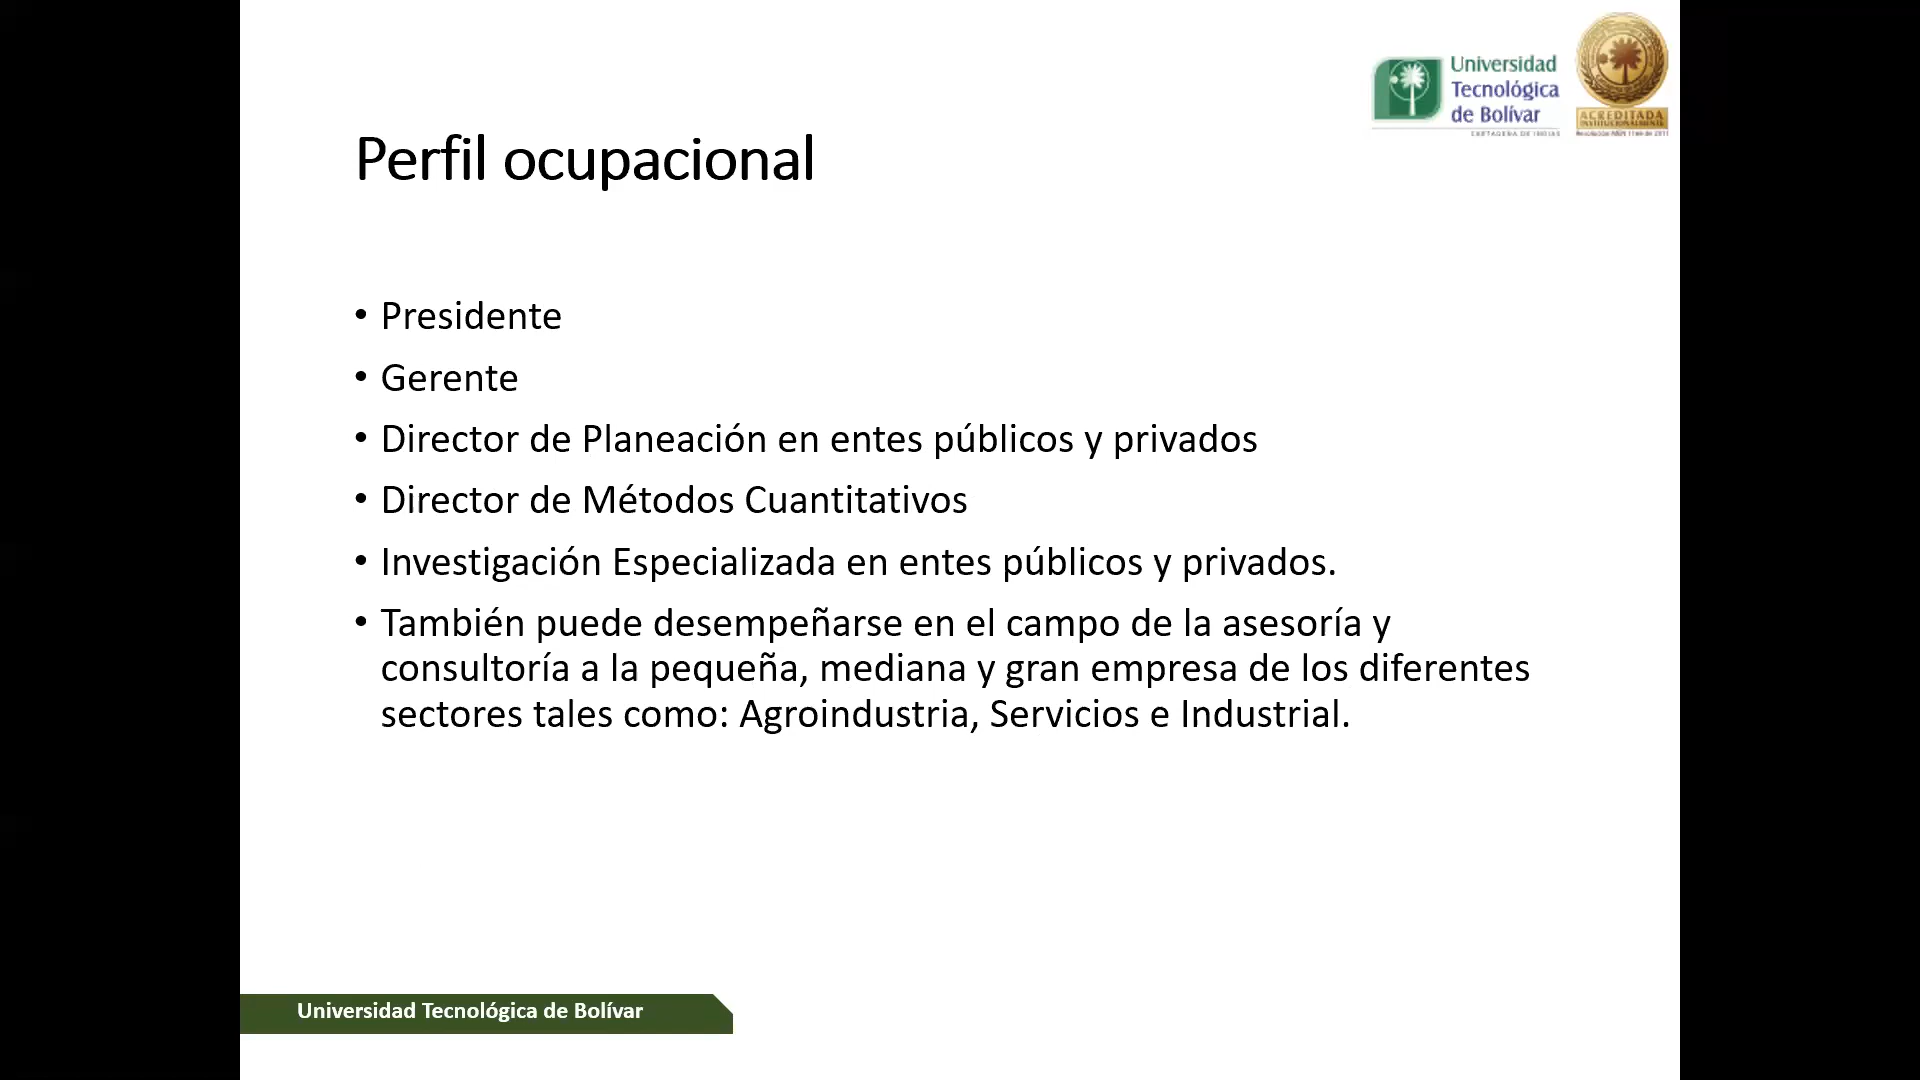 Universidad
Tecnológica
de Bolívar
CARTAGENA DE INDIAS
ACREDITADA
INSTITUCIONALMENTE
Perfil ocupacional
• Presidente
• Gerente
• Director de Planeación en entes públicos y privados
• Director de Métodos Cuantitativos
• Investigación Especializada en entes públicos y privados.
• También puede desempeñarse en el campo de la asesoría y
consultoría a la pequeña, mediana y gran empresa de los diferentes
sectores tales como: Agroindustria, Servicios e Industrial.
Universidad Tecnológica de Bolívar